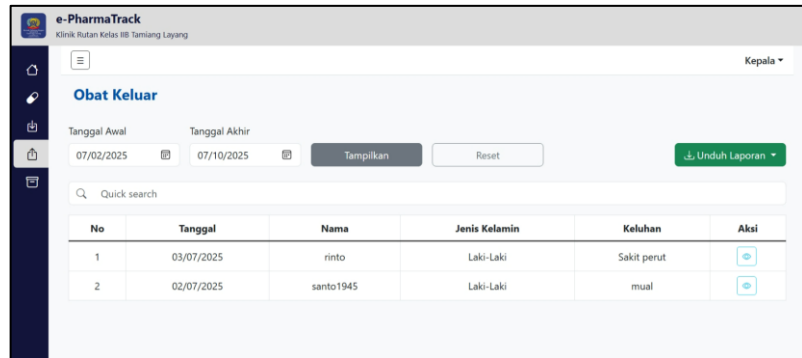 e-PharmaTrack
Klinik Rutan Kelas IIB Tamiang Layang
Kepala
Obat Keluar
Tanggal Awal Tanggal Akhir
07/02/2025 07/10/2025 Tampilkan Reset Unduh Laporan
Quick search
No Tanggal Nama Jenis Kelamin Keluhan Aksi
1 03/07/2025 rinto Laki-Laki Sakit perut
2 02/07/2025 santo1945 Laki-Laki mual